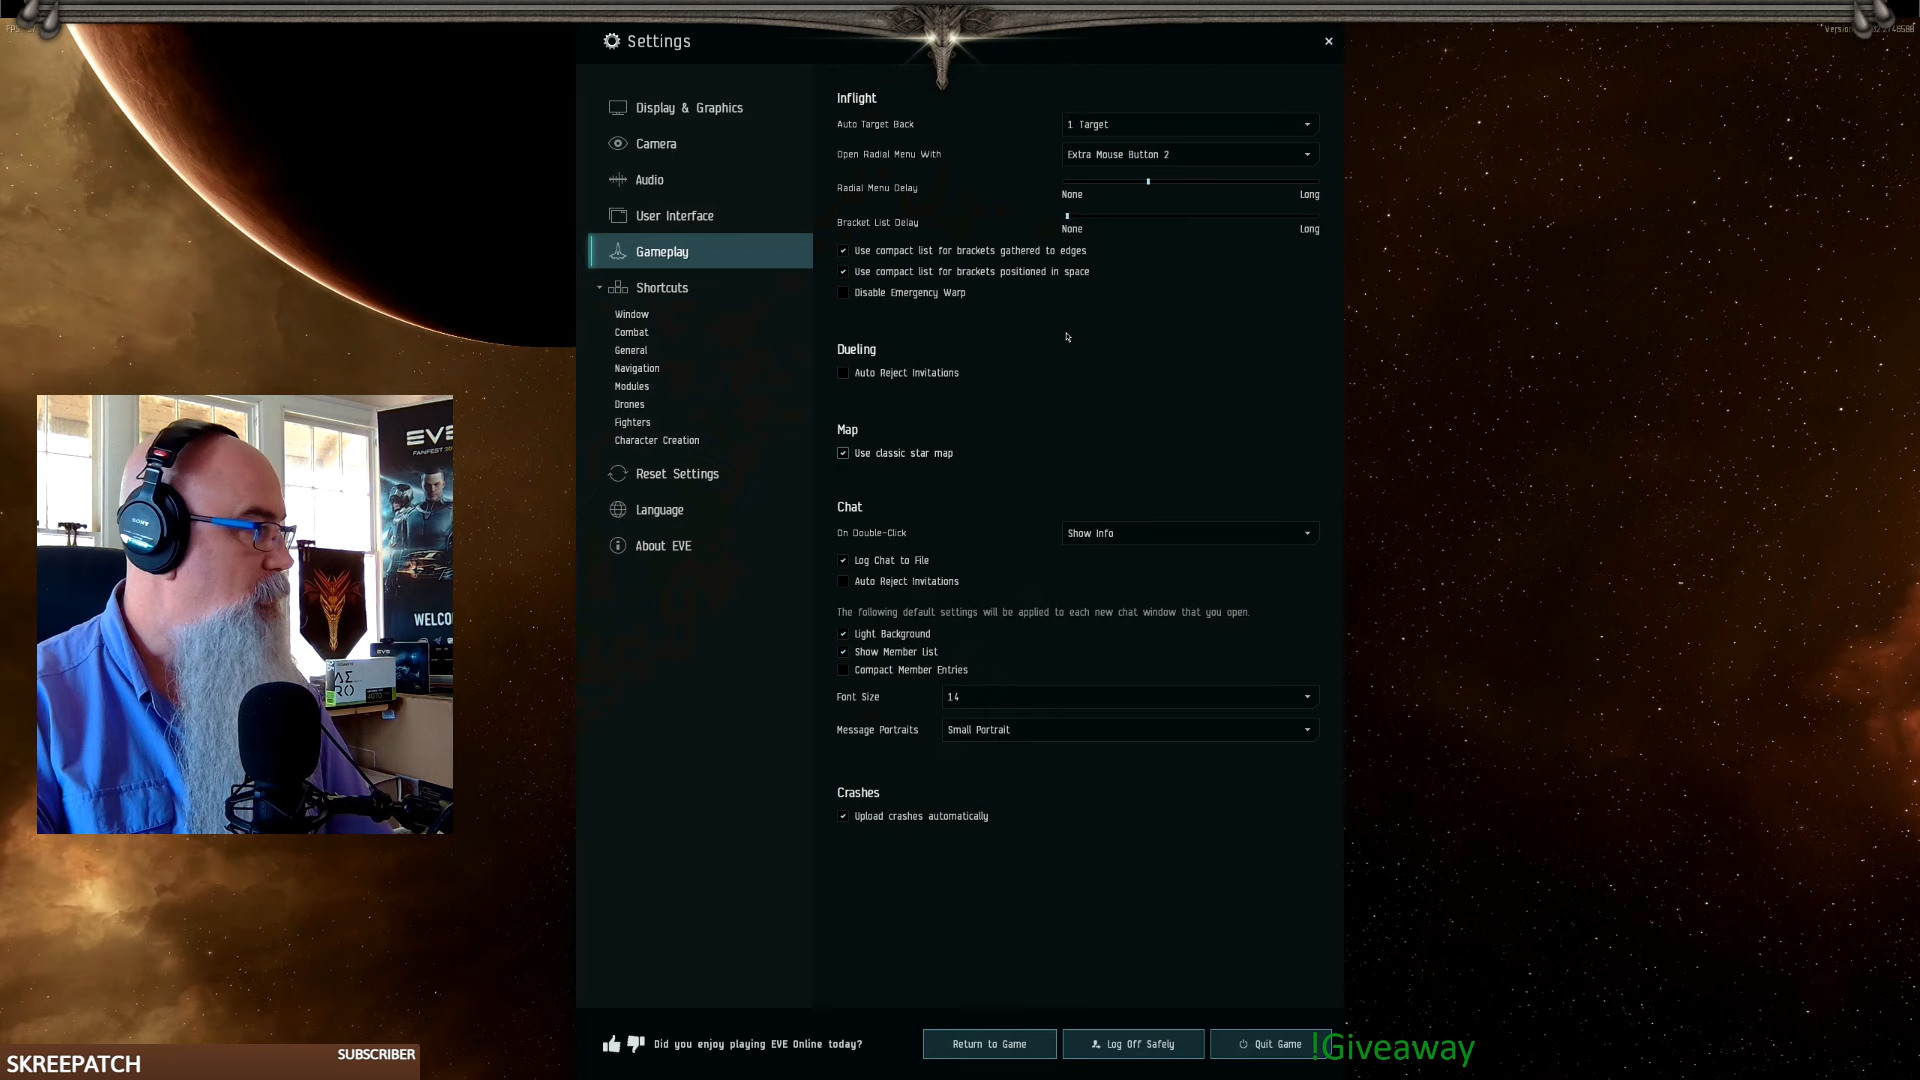 Settings
Display & Graphics
Camera
Audio
User Interface
Gameplay
Shortcuts
Window
Combat
General
Navigation
Modules
Drones
Fighters
Character Creation
Reset Settings
Language
About EVE
Inflight
Auto Target Back
1 Target
Open Radial Menu With
Extra Mouse Button 2
Radial Menu Delay
None Long
Bracket List Delay
None Long
Use compact list for brackets gathered to edges
Use compact list for brackets positioned in space
Disable Emergency Warp
Dueling
Auto Reject Invitations
Map
Use classic star map
Chat
On Double-Click
Show Info
Log Chat to File
Auto Reject Invitations
The following default settings will be applied to each new chat window that you open.
Light Background
Show Member List
Compact Member Entries
Font Size
14
Message Portraits
Small Portrait
Crashes
Upload crashes automatically
Did you enjoy playing EVE Online today?
Return to Game
Log Off Safely
Quit Game
!Giveaway
SKREEPATCH
SUBSCRIBER
EVE
FANFEST
WELCO
SONY
AE
RO
4070
EVE